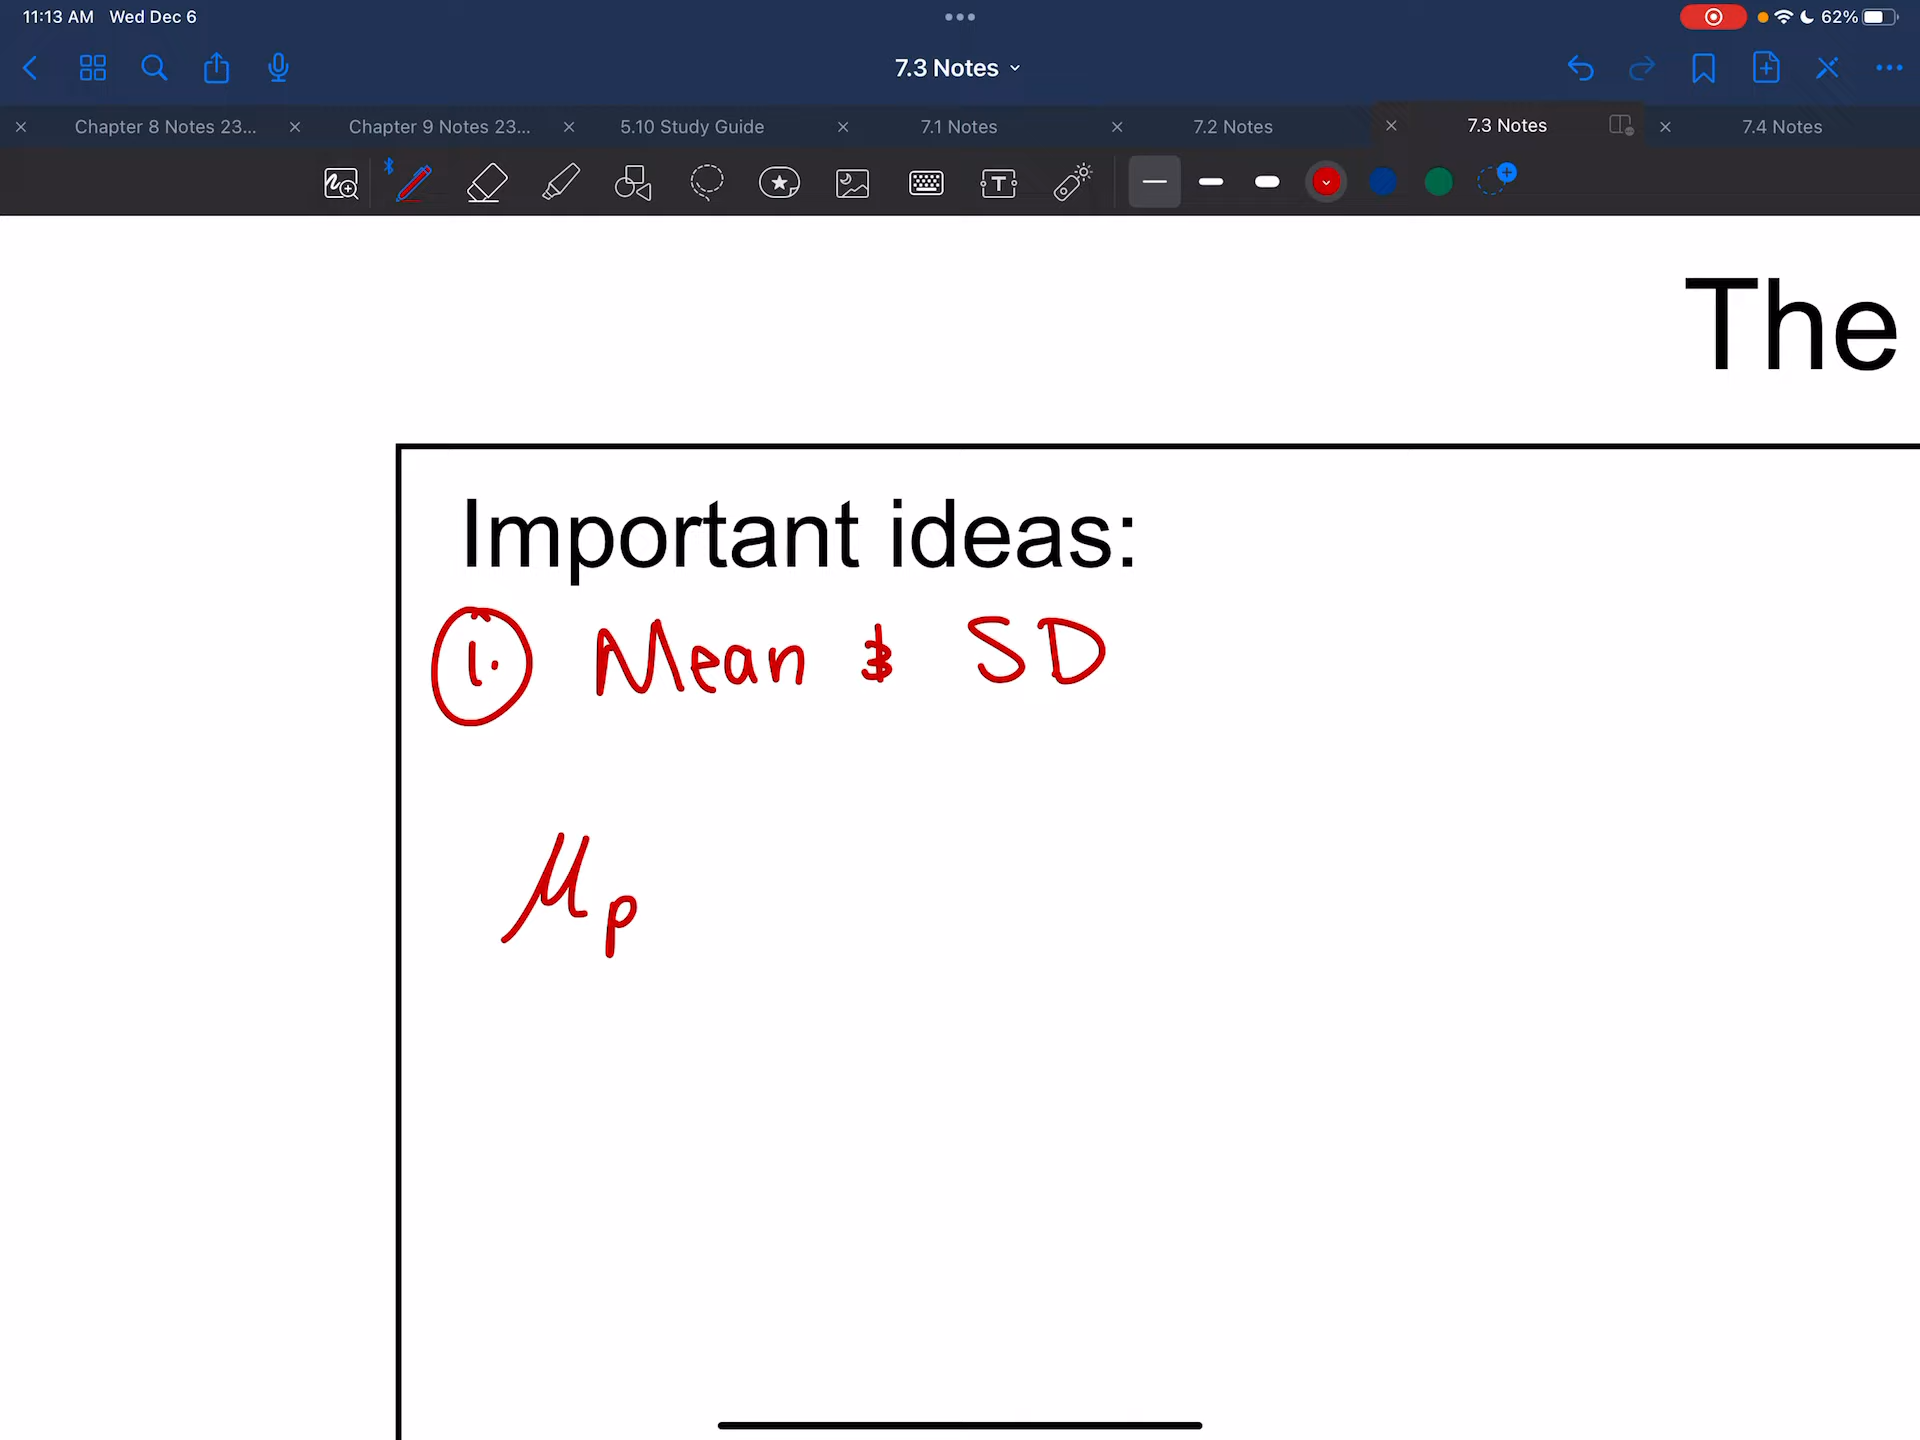 11:13 AM Wed Dec 6
62%
7.3 Notes
Chapter 8 Notes 23...
Chapter 9 Notes 23...
5.10 Study Guide
7.1 Notes
7.2 Notes
7.3 Notes
7.4 Notes
T
The
Important ideas:
1. Mean & SD
μp